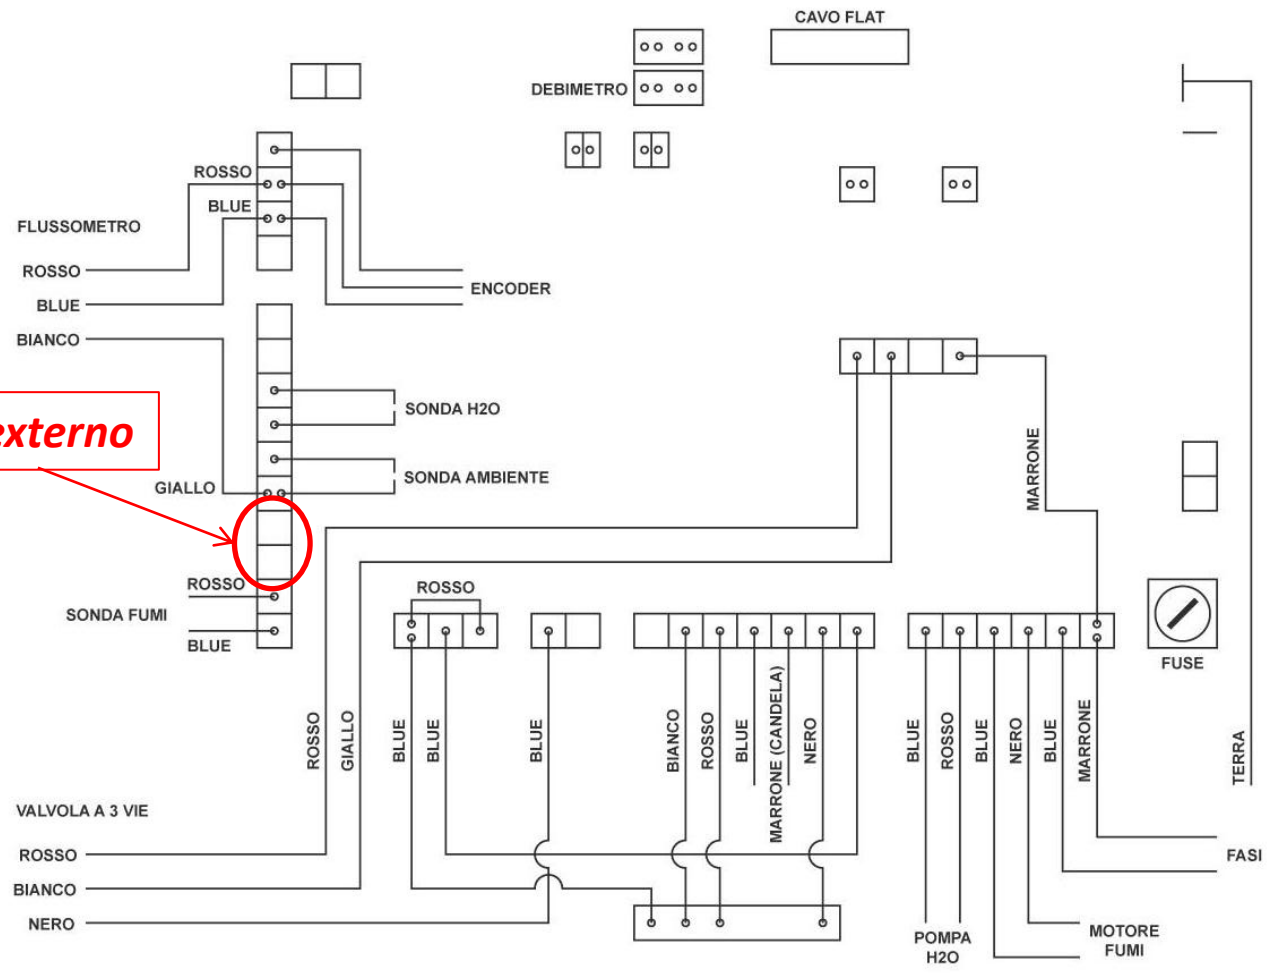 CAVO FLAT
DEBIMETRO
ROSSO
BLUE
FLUSSOMETRO
ROSSO
BLUE
BIANCO
ENCODER
externo
SONDA H2O
SONDA AMBIENTE
GIALLO
MARRONE
ROSSO
SONDA FUMI
BLUE
ROSSO
FUSE
ROSSO
GIALLO
BLUE
BLUE
BLUE
BIANCO
ROSSO
BLUE
MARRONE (CANDELA)
NERO
BLUE
ROSSO
BLUE
NERO
BLUE
MARRONE
TERRA
VALVOLA A 3 VIE
ROSSO
BIANCO
NERO
FASI
POMPA
H2O
MOTORE
FUMI